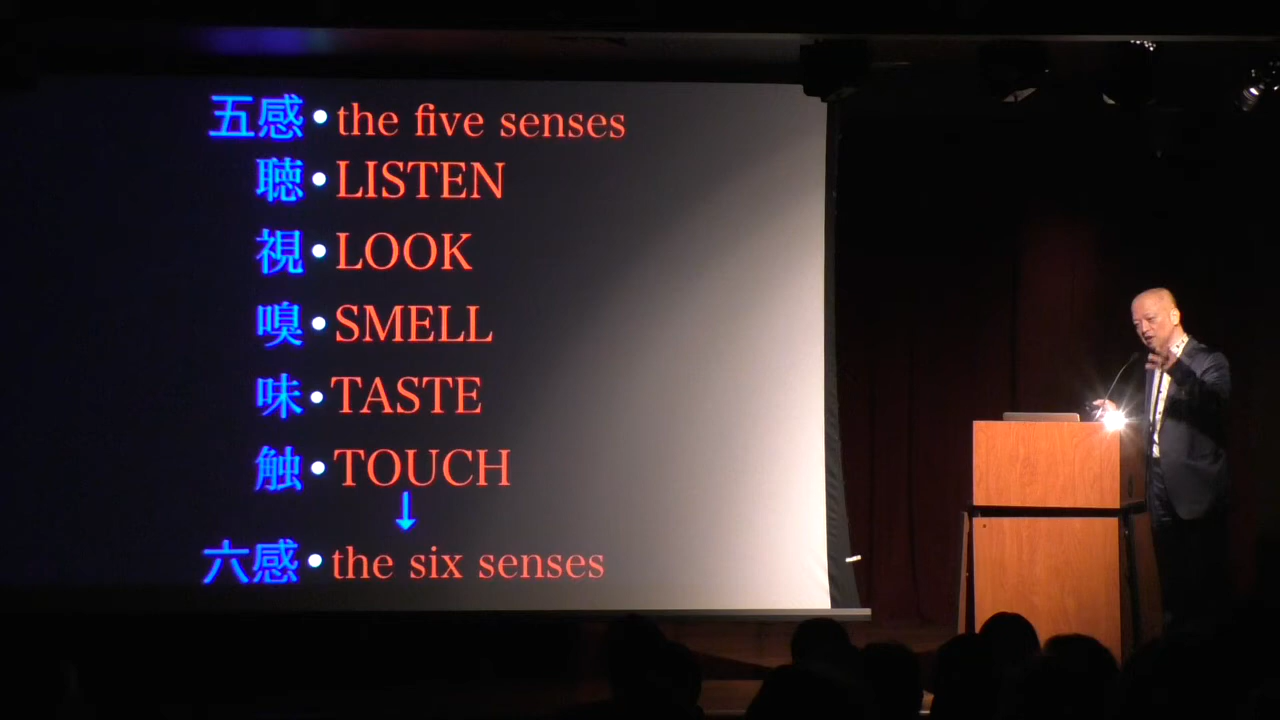 五感•the five senses
聴•LISTEN
視•LOOK
嗅•SMELL
味•TASTE
触•TOUCH
↓
六感•the six senses